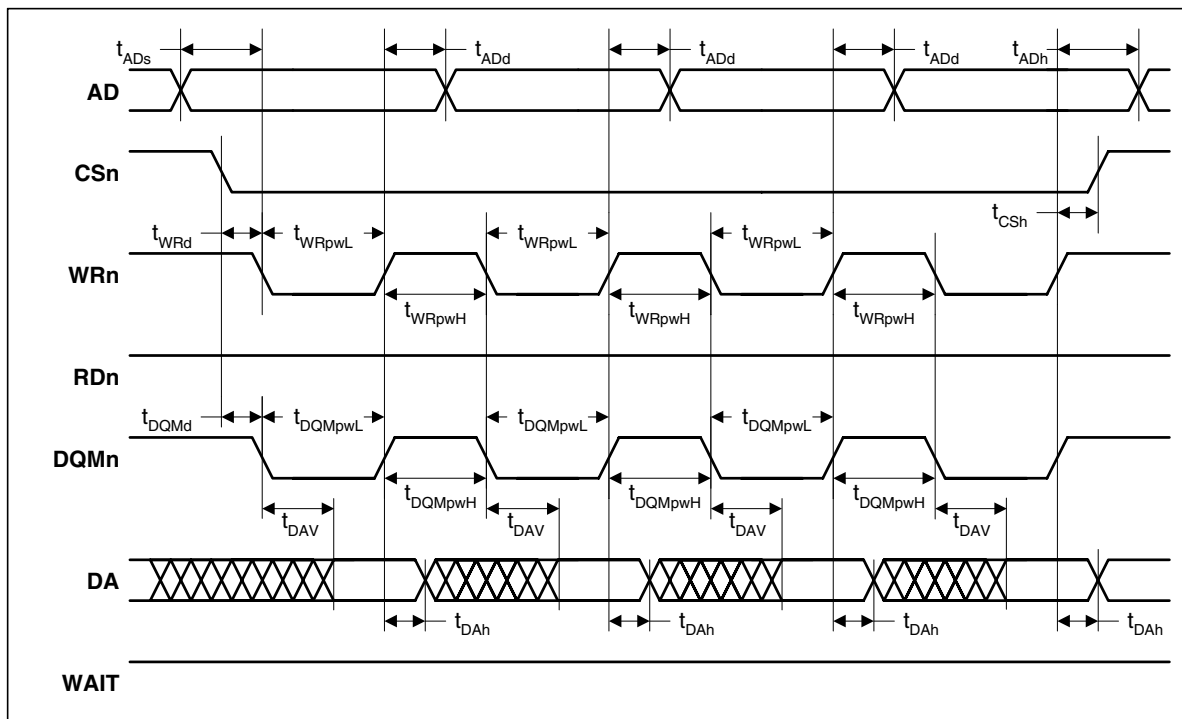 tADs tADd tADd tADd tADh
AD
CSn
tCSh
tWRd tWRpwL tWRpwL tWRpwL
WRn
tWRpwH tWRpwH tWRpwH
RDn
tDQMd tDQMpwL tDQMpwL tDQMpwL
DQMn
tDQMpwH tDQMpwH tDQMpwH
tDAV tDAV tDAV tDAV
DA
tDAh tDAh tDAh tDAh
WAIT